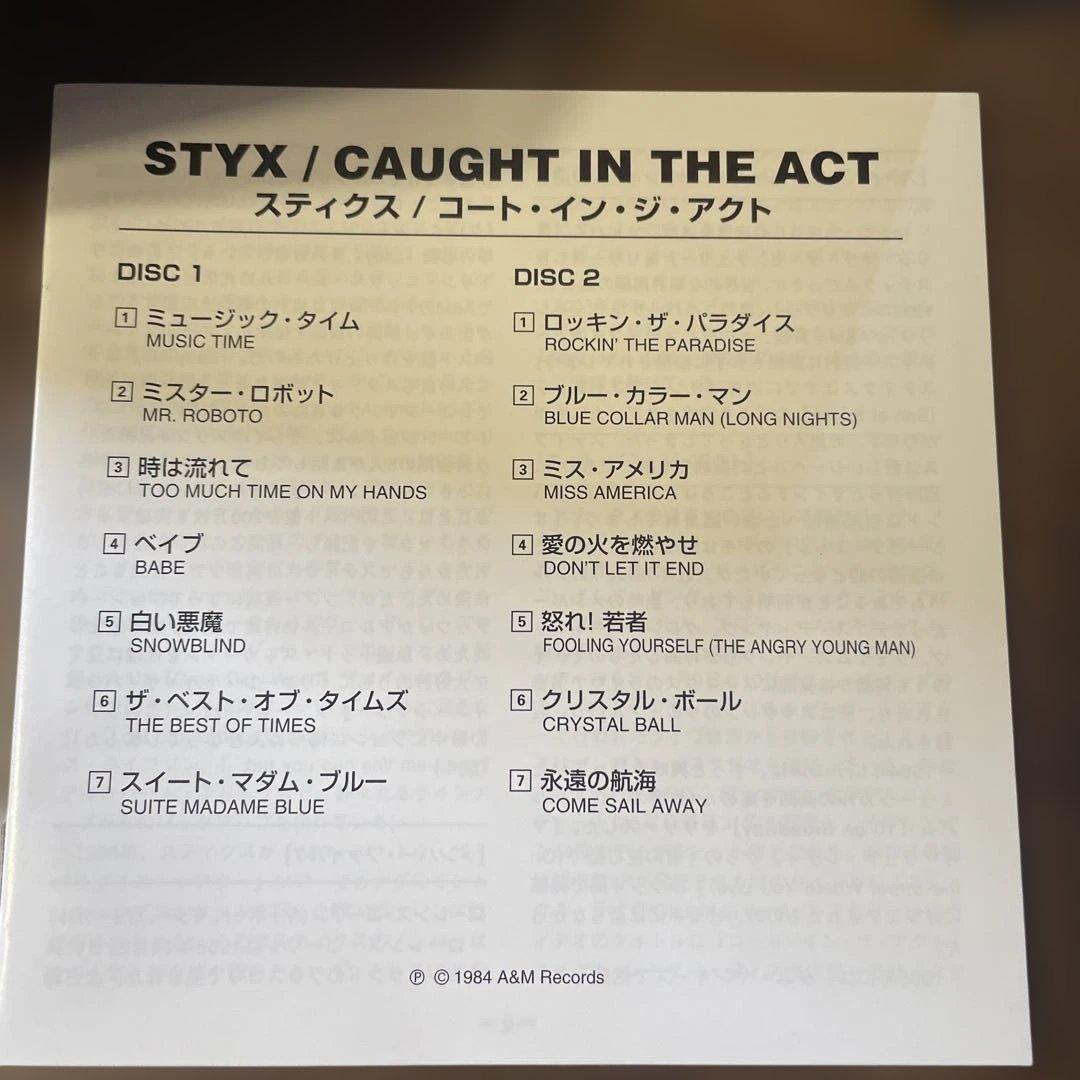 STYX / CAUGHT IN THE ACT
スティクス / コート・イン・ジ・アクト
DISC 1
1 ミュージック・タイム
MUSIC TIME
2 ミスター・ロボット
MR. ROBOTO
3 時は流れて
TOO MUCH TIME ON MY HANDS
4 ベイブ
BABE
5 白い悪魔
SNOWBLIND
6 ザ・ベスト・オブ・タイムズ
THE BEST OF TIMES
7 スイート・マダム・ブルー
SUITE MADAME BLUE
DISC 2
1 ロッキン・ザ・パラダイス
ROCKIN' THE PARADISE
2 ブルー・カラー・マン
BLUE COLLAR MAN (LONG NIGHTS)
3 ミス・アメリカ
MISS AMERICA
4 愛の火を燃やせ
DON'T LET IT END
5 怒れ! 若者
FOOLING YOURSELF (THE ANGRY YOUNG MAN)
6 クリスタル・ボール
CRYSTAL BALL
7 永遠の航海
COME SAIL AWAY
℗ © 1984 A&M Records